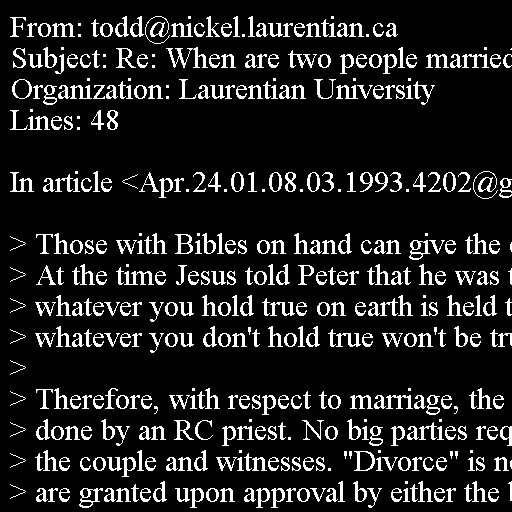 From: todd@nickel.laurentian.ca
Subject: Re: When are two people married
Organization: Laurentian University
Lines: 48

In article <Apr.24.01.08.03.1993.4202@g

> Those with Bibles on hand can give the
> At the time Jesus told Peter that he was
> whatever you hold true on earth is held
> whatever you don't hold true won't be
>
> Therefore, with respect to marriage, the
> done by an RC priest. No big parties
> the couple and witnesses. "Divorce" is
> are granted upon approval by either the